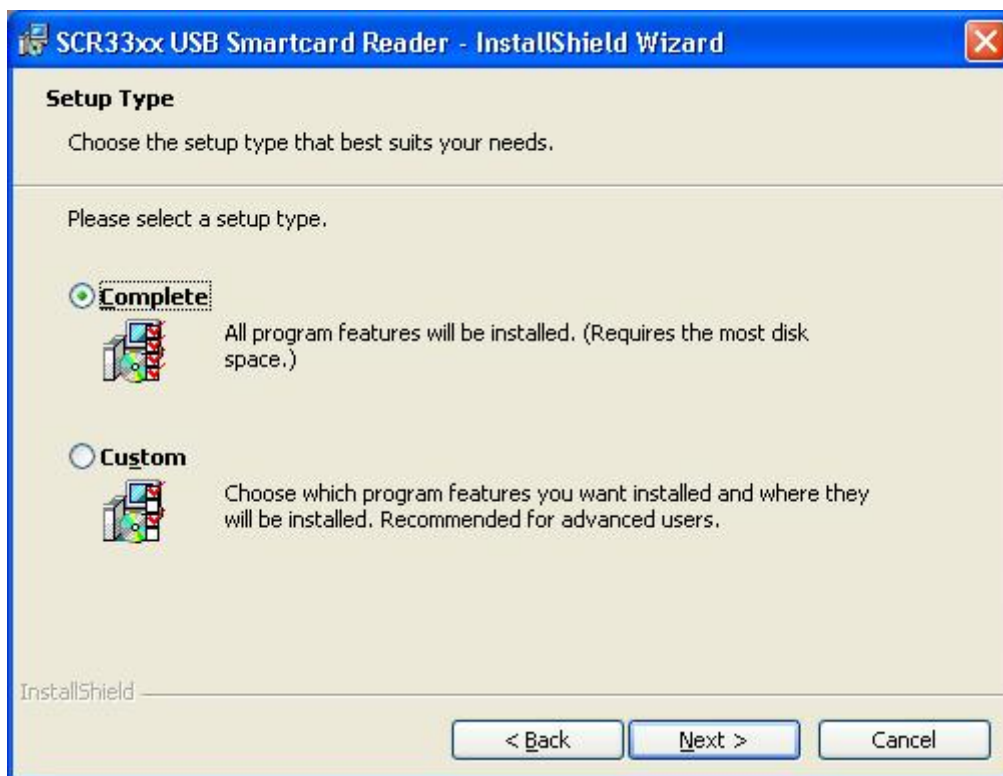 SCR33xx USB Smartcard Reader - InstallShield Wizard
Setup Type
Choose the setup type that best suits your needs.
Please select a setup type.
Complete
All program features will be installed. (Requires the most disk
space.)
Custom
Choose which program features you want installed and where they
will be installed. Recommended for advanced users.
InstallShield
< Back
Next >
Cancel